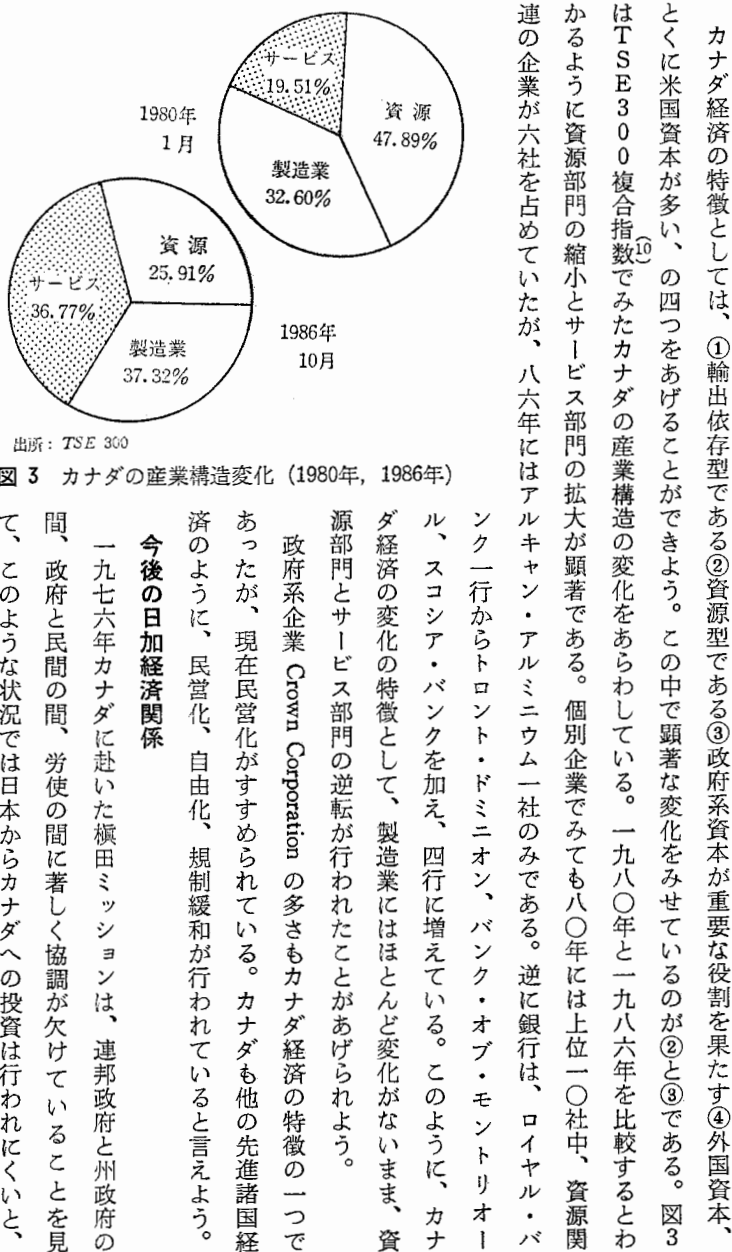 カナダ経済の特徴としては、①輸出依存型である②資源型である③政府系資本が重要な役割を果たす④外国資本、
とくに米国資本が多い、の四つをあげることができよう。この中で顕著な変化をみせているのが②と③である。図3
はTSE300複合指数(10)でみたカナダの産業構造の変化をあらわしている。一九八〇年と一九八六年を比較するとわ
かるように資源部門の縮小とサービス部門の拡大が顕著である。個別企業でみても八〇年には上位一〇社中、資源関
連の企業が六社を占めていたが、八六年にはアルキャン・アルミニウム一社のみである。逆に銀行は、ロイヤル・バ
ンク一行からトロント・ドミニオン、バンク・オブ・モントリオー
ル、スコシア・バンクを加え、四行に増えている。このように、カナ
ダ経済の変化の特徴として、製造業にはほとんど変化がないまま、資
源部門とサービス部門の逆転が行われたことがあげられよう。
政府系企業 Crown Corporation の多さもカナダ経済の特徴の一つで
あったが、現在民営化がすすめられている。カナダも他の先進諸国経
済のように、民営化、自由化、規制緩和が行われていると言えよう。
今後の日加経済関係
一九七六年カナダに赴いた槇田ミッションは、連邦政府と州政府の
間、政府と民間の間、労使の間に著しく協調が欠けていることを見
て、このような状況では日本からカナダへの投資は行われにくいと、
1980年
1月
サービス
19.51%
資源
47.89%
製造業
32.60%
サービス
36.77%
資源
25.91%
製造業
37.32%
1986年
10月
出所：TSE 300
図3 カナダの産業構造変化（1980年，1986年）